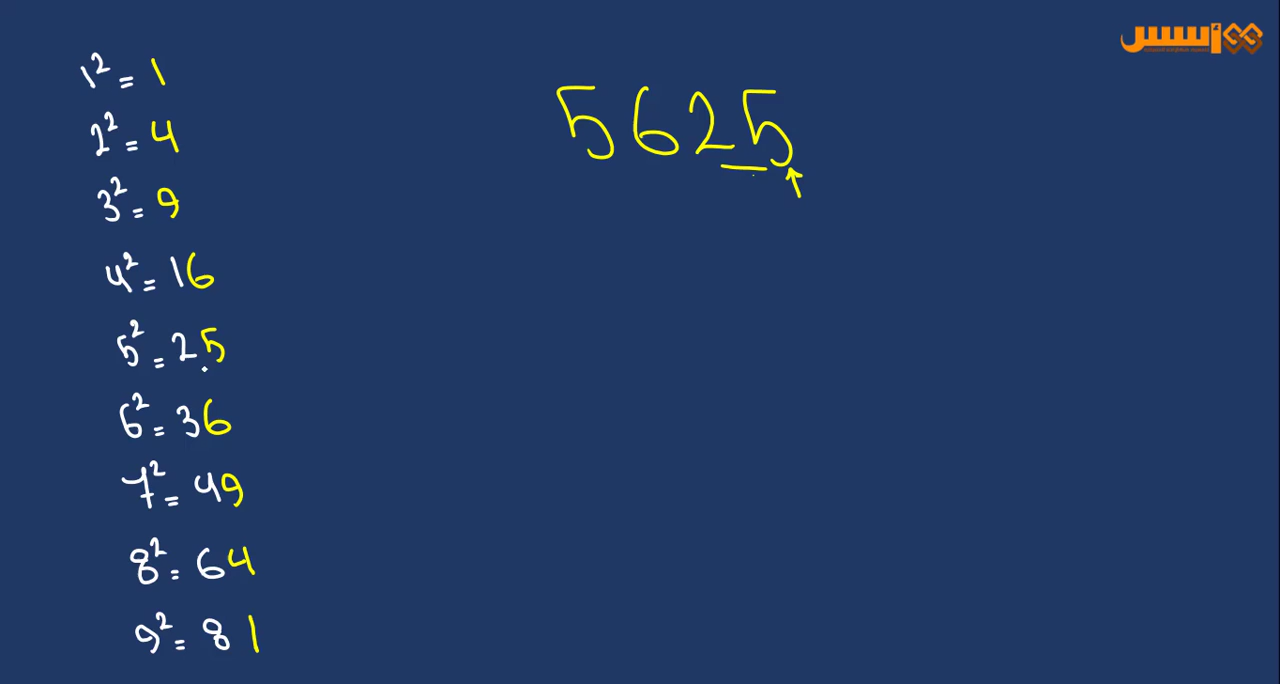 أسس
1² = 1
5625
2² = 4
3² = 9
4² = 16
5² = 25
6² = 36
7² = 49
8² = 64
9² = 81